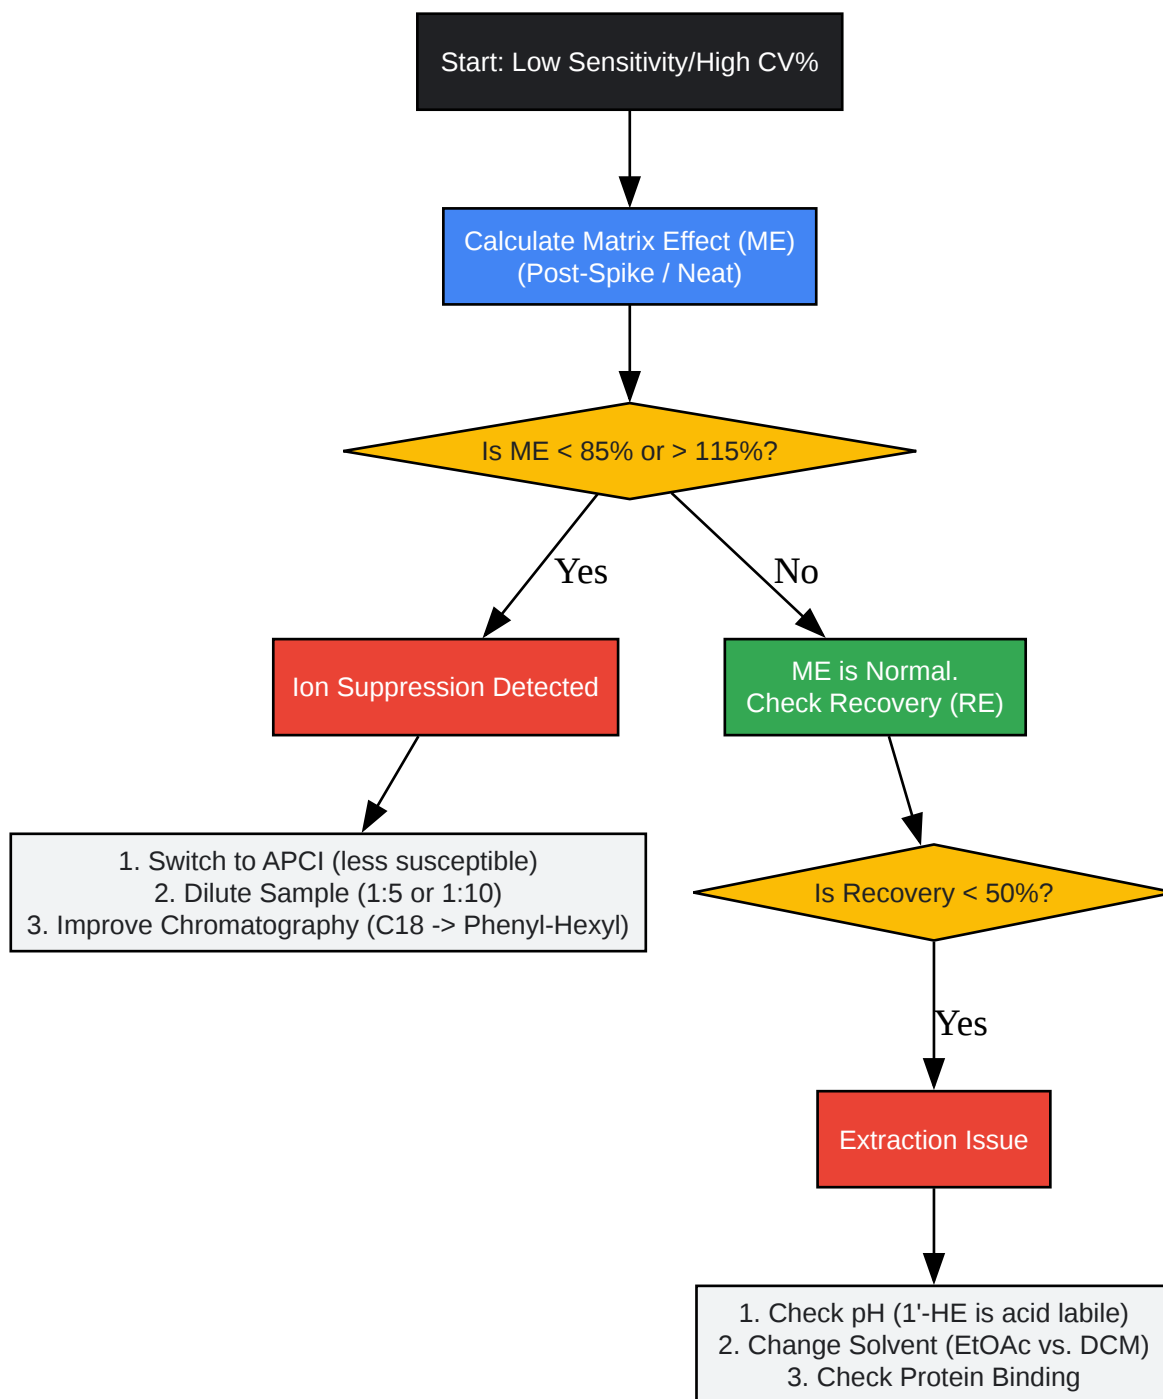 Start: Low Sensitivity/High CV%
Calculate Matrix Effect (ME)
(Post-Spike / Neat)
Is ME < 85% or > 115%?
Yes
No
Ion Suppression Detected
ME is Normal.
Check Recovery (RE)
1. Switch to APCI (less susceptible)
2. Dilute Sample (1:5 or 1:10)
3. Improve Chromatography (C18 -> Phenyl-Hexyl)
Is Recovery < 50%?
Yes
Extraction Issue
1. Check pH (1'-HE is acid labile)
2. Change Solvent (EtOAc vs. DCM)
3. Check Protein Binding